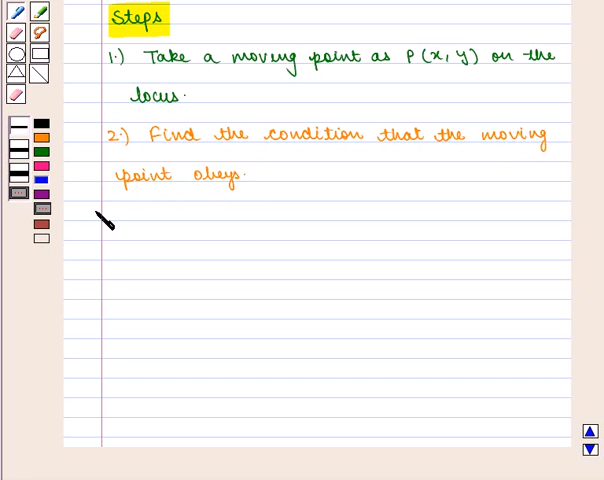 Steps
1.) Take a moving point as P(x, y) on the
locus.
2.) Find the condition that the moving
point obeys.